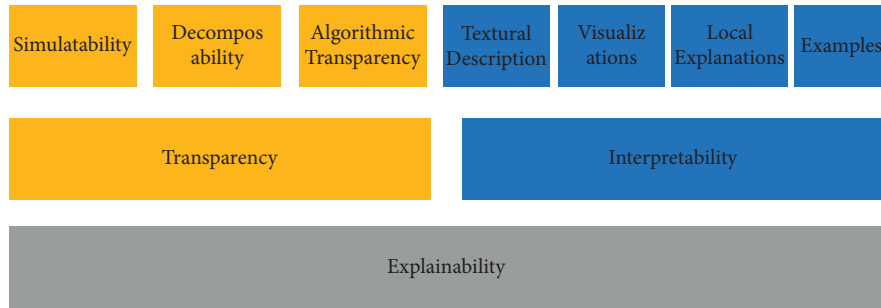 Simulatability
Decompos
ability
Algorithmic
Transparency
Textural
Description
Visualiz
ations
Local
Explanations
Examples
Transparency
Interpretability
Explainability